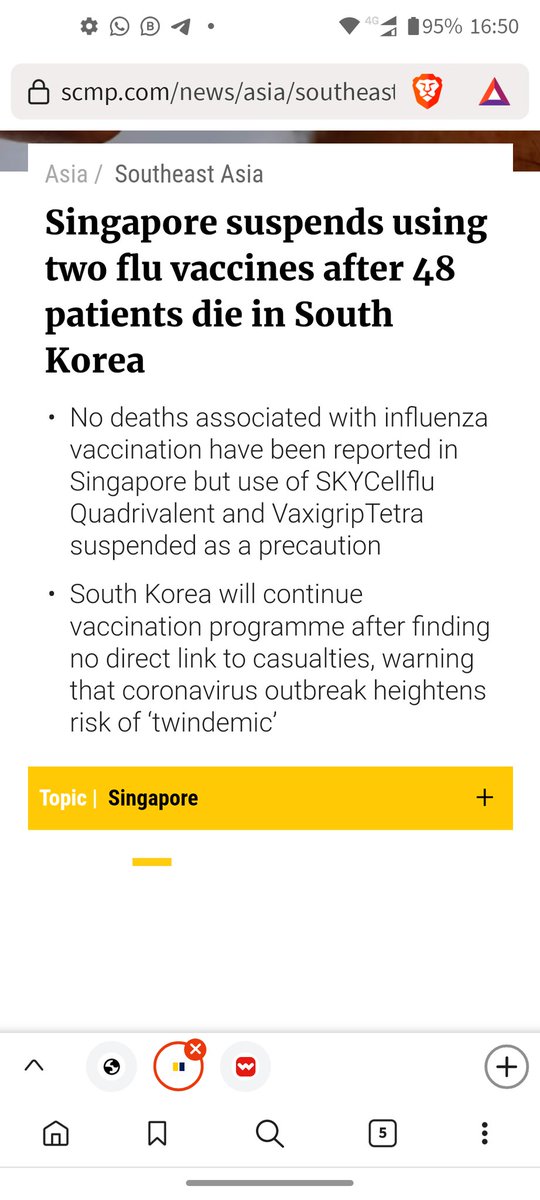 4G 95% 16:50
scmp.com/news/asia/southeast
Asia / Southeast Asia
Singapore suspends using
two flu vaccines after 48
patients die in South
Korea
• No deaths associated with influenza
vaccination have been reported in
Singapore but use of SKYCellflu
Quadrivalent and VaxigripTetra
suspended as a precaution
• South Korea will continue
vaccination programme after finding
no direct link to casualties, warning
that coronavirus outbreak heightens
risk of ‘twindemic’
Topic | Singapore +
5